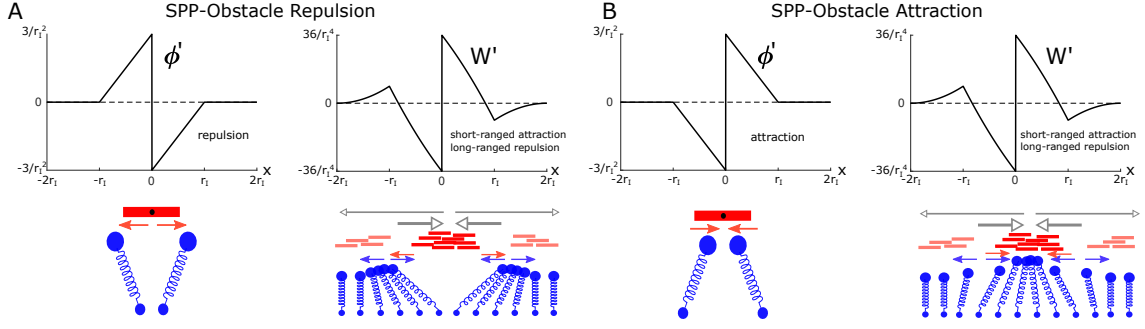 A
SPP-Obstacle Repulsion
3/r_I^2
0
-3/r_I^2
ϕ'
repulsion
-2r_I -r_I 0 r_I 2r_I
x
36/r_I^4
0
-36/r_I^4
W'
short-ranged attraction
long-ranged repulsion
-2r_I -r_I 0 r_I 2r_I
x
B
SPP-Obstacle Attraction
3/r_I^2
0
-3/r_I^2
ϕ'
attraction
-2r_I -r_I 0 r_I 2r_I
x
36/r_I^4
0
-36/r_I^4
W'
short-ranged attraction
long-ranged repulsion
-2r_I -r_I 0 r_I 2r_I
x